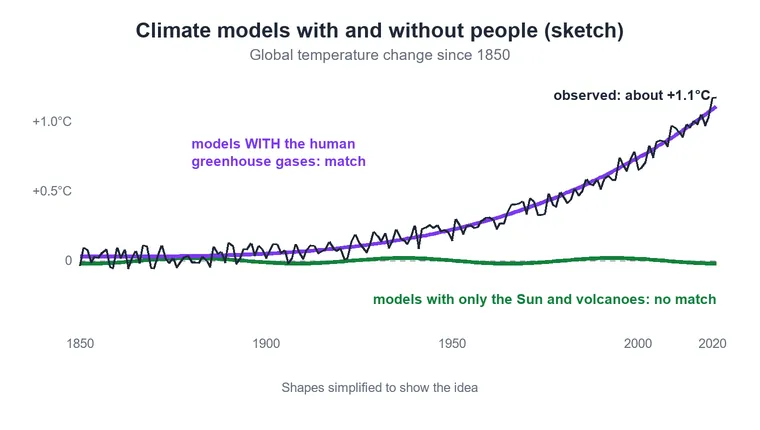 Climate models with and without people (sketch)
Global temperature change since 1850
observed: about +1.1°C
+1.0°C
models WITH the human
greenhouse gases: match
+0.5°C
0
models with only the Sun and volcanoes: no match
1850 1900 1950 2000 2020
Shapes simplified to show the idea